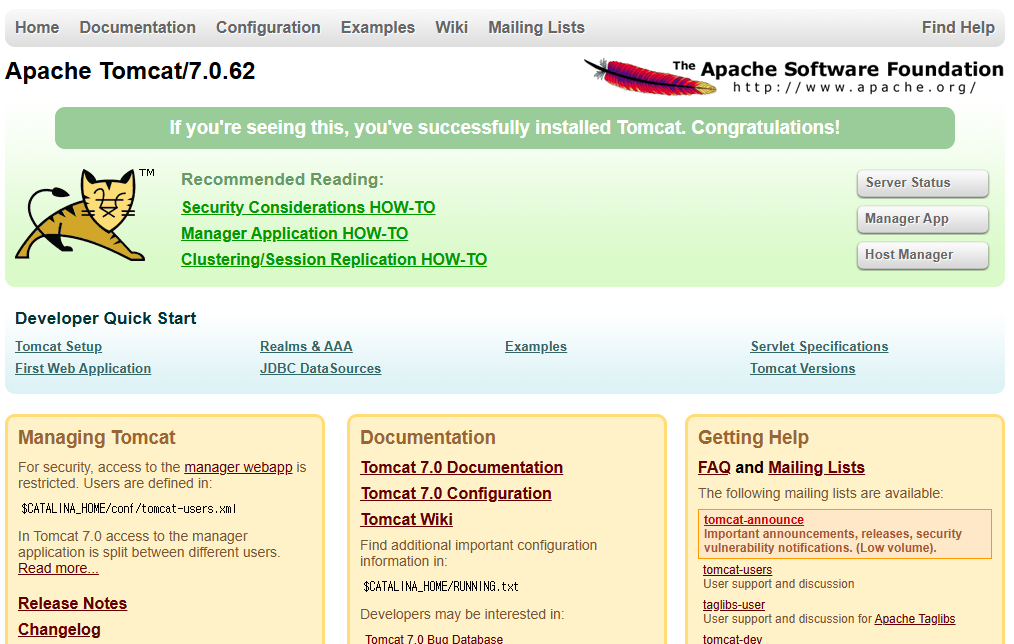 Home Documentation Configuration Examples Wiki Mailing Lists Find Help
Apache Tomcat/7.0.62
The Apache Software Foundation
http://www.apache.org/
If you're seeing this, you've successfully installed Tomcat. Congratulations!
TM
Recommended Reading:
Security Considerations HOW-TO
Manager Application HOW-TO
Clustering/Session Replication HOW-TO
Server Status
Manager App
Host Manager
Developer Quick Start
Tomcat Setup
First Web Application
Realms & AAA
JDBC DataSources
Examples
Servlet Specifications
Tomcat Versions
Managing Tomcat
For security, access to the manager webapp is
restricted. Users are defined in:
$CATALINA_HOME/conf/tomcat-users.xml
In Tomcat 7.0 access to the manager
application is split between different users.
Read more...
Release Notes
Changelog
Documentation
Tomcat 7.0 Documentation
Tomcat 7.0 Configuration
Tomcat Wiki
Find additional important configuration
information in:
$CATALINA_HOME/RUNNING.txt
Developers may be interested in:
Tomcat 7.0 Bug Database
Getting Help
FAQ and Mailing Lists
The following mailing lists are available:
tomcat-announce
Important announcements, releases, security
vulnerability notifications. (Low volume).
tomcat-users
User support and discussion
taglibs-user
User support and discussion for Apache Taglibs
tomcat-dev